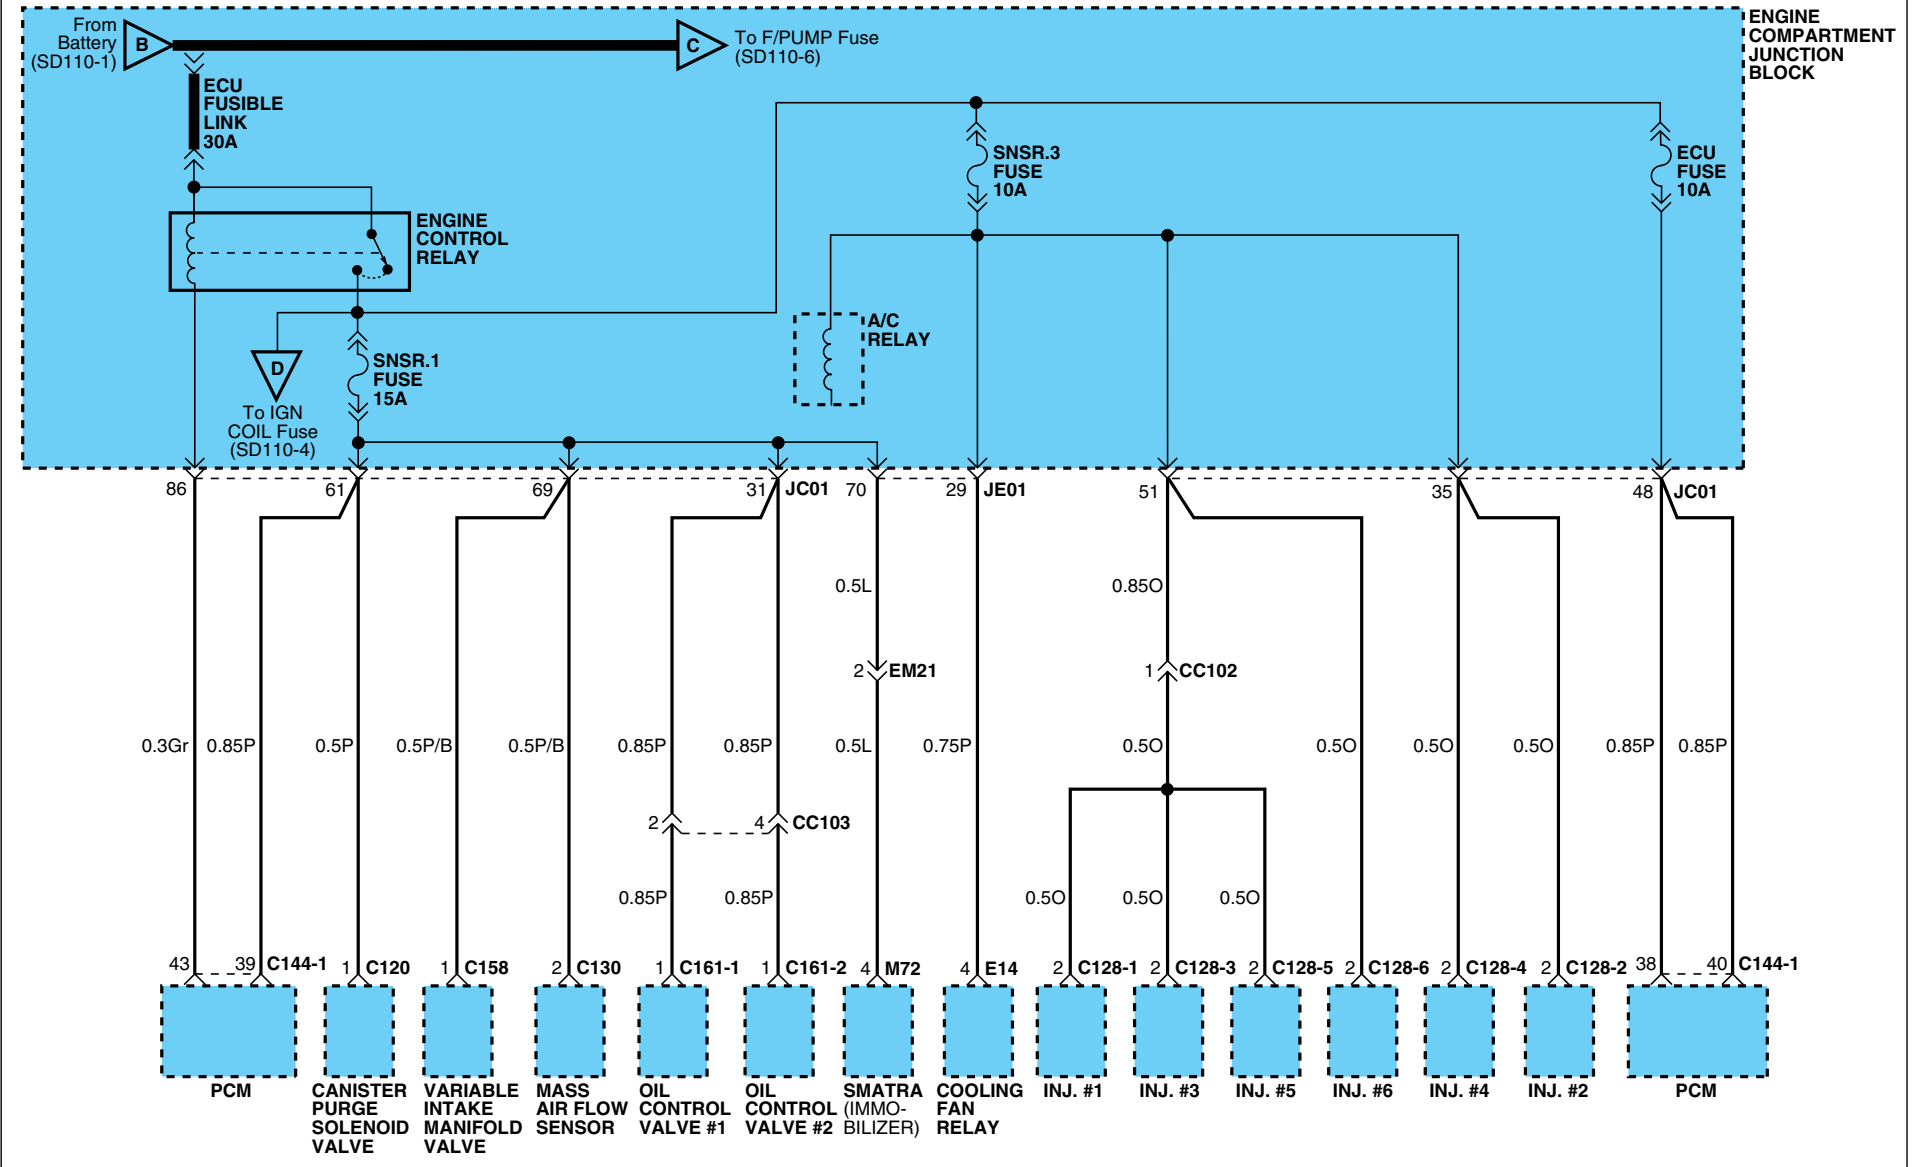 From
Battery
(SD110-1)
B
C
To F/PUMP Fuse
(SD110-6)
ENGINE
COMPARTMENT
JUNCTION
BLOCK
ECU
FUSIBLE
LINK
30A
SNSR.3
FUSE
10A
ECU
FUSE
10A
ENGINE
CONTROL
RELAY
A/C
RELAY
D
To IGN
COIL Fuse
(SD110-4)
SNSR.1
FUSE
15A
86
61
69
31
JC01
70
29
JE01
51
35
48
JC01
0.5L
0.85O
2
EM21
1
CC102
0.3Gr
0.85P
0.5P
0.5P/B
0.5P/B
0.85P
0.85P
0.5L
0.75P
0.5O
0.5O
0.5O
0.5O
0.85P
0.85P
2
4
CC103
0.85P
0.85P
0.5O
0.5O
0.5O
43
39
C144-1
1
C120
1
C158
2
C130
1
C161-1
1
C161-2
4
M72
4
E14
2
C128-1
2
C128-3
2
C128-5
2
C128-6
2
C128-4
2
C128-2
38
40
C144-1
PCM
CANISTER
PURGE
SOLENOID
VALVE
VARIABLE
INTAKE
MANIFOLD
VALVE
MASS
AIR FLOW
SENSOR
OIL
CONTROL
VALVE #1
OIL
CONTROL
VALVE #2
SMATRA
(IMMO-
BILIZER)
COOLING
FAN
RELAY
INJ. #1
INJ. #3
INJ. #5
INJ. #6
INJ. #4
INJ. #2
PCM